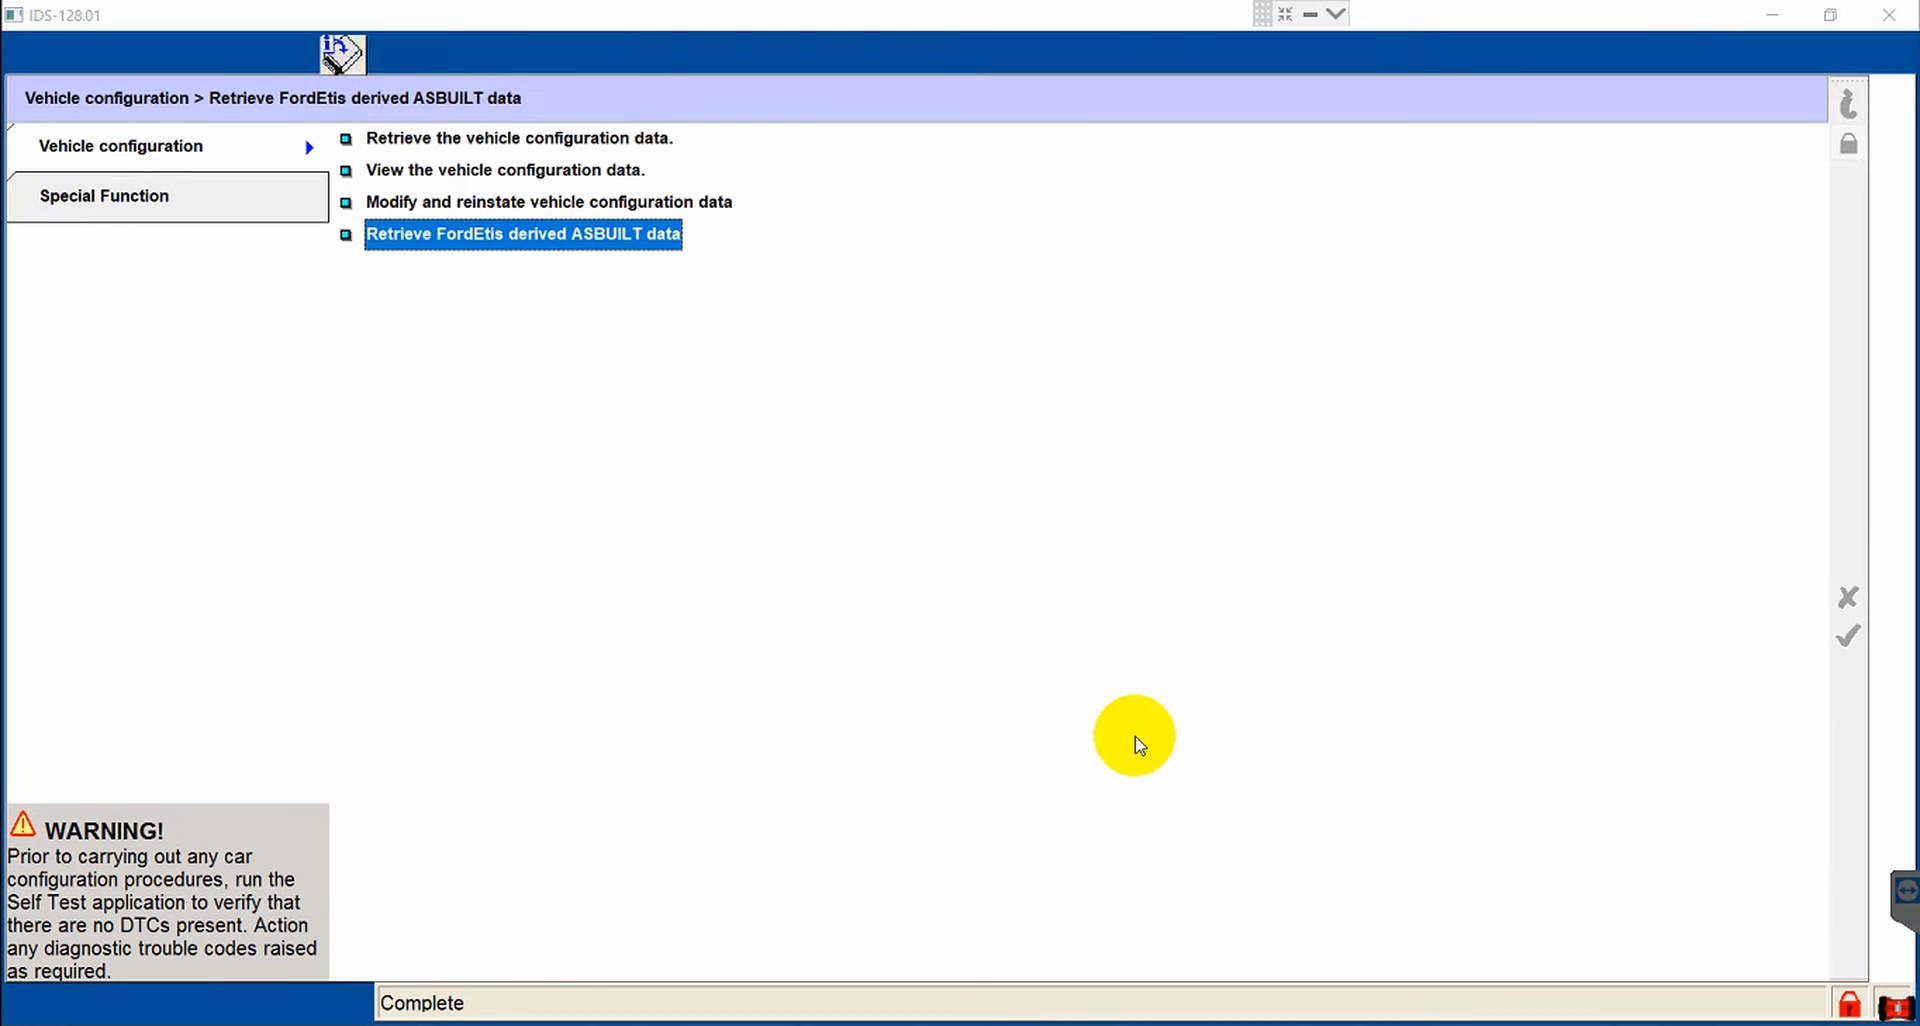 IDS-128.01
Vehicle configuration > Retrieve FordEtis derived ASBUILT data
Vehicle configuration
Special Function
Retrieve the vehicle configuration data.
View the vehicle configuration data.
Modify and reinstate vehicle configuration data
Retrieve FordEtis derived ASBUILT data
WARNING!
Prior to carrying out any car
configuration procedures, run the
Self Test application to verify that
there are no DTCs present. Action
any diagnostic trouble codes raised
as required.
Complete